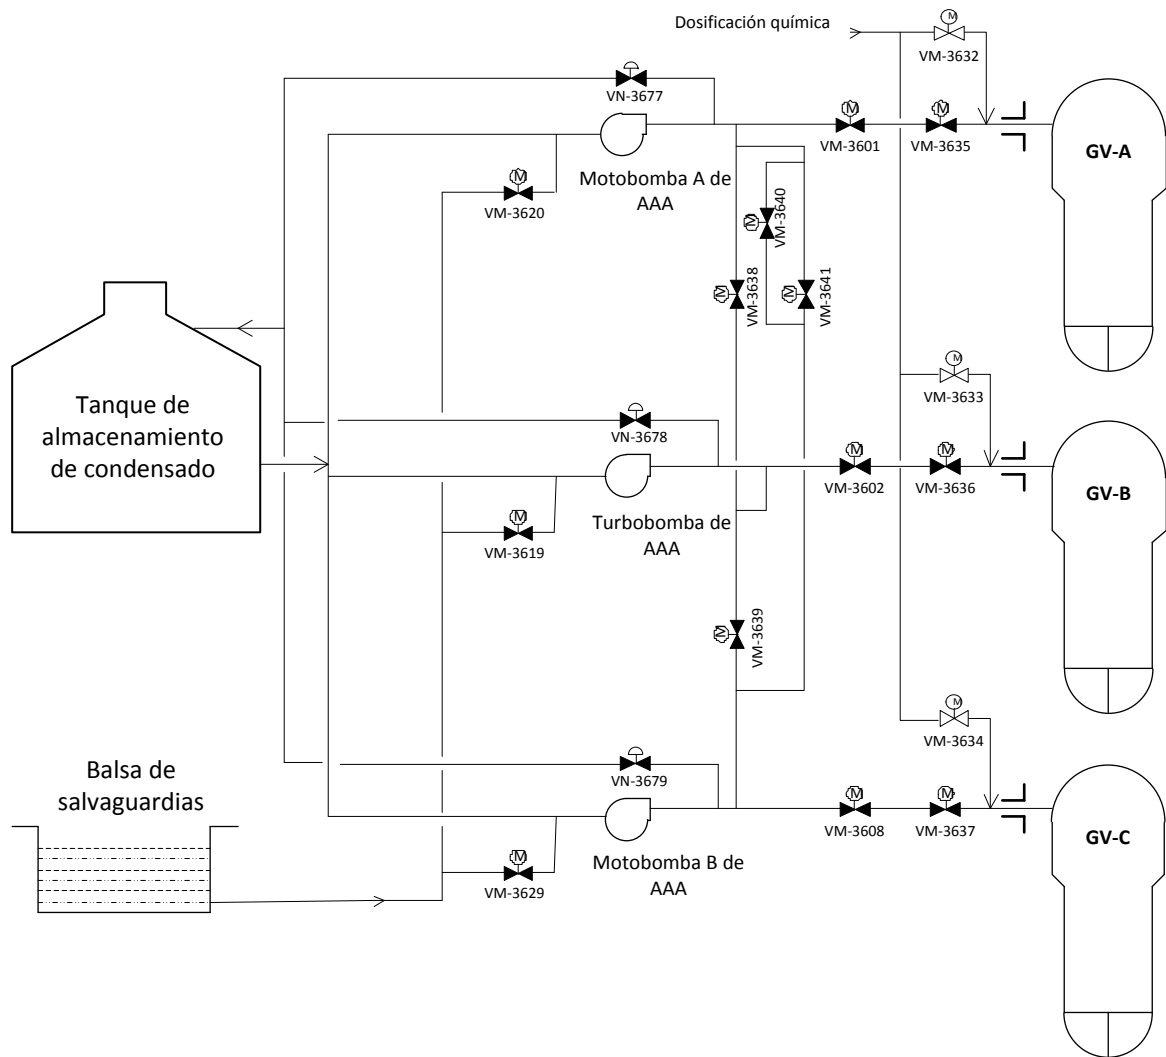 Dosificación química
M
VM-3632
VN-3677
M
VM-3601
M
VM-3635
GV-A
Motobomba A de
AAA
M
VM-3620
M
VM-3640
M
VM-3638
M
VM-3641
M
VM-3633
Tanque de
almacenamiento
de condensado
VN-3678
M
VM-3602
M
VM-3636
GV-B
Turbobomba de
AAA
M
VM-3619
M
VM-3639
M
VM-3634
Balsa de
salvaguardias
VN-3679
M
VM-3608
M
VM-3637
GV-C
Motobomba B de
AAA
M
VM-3629